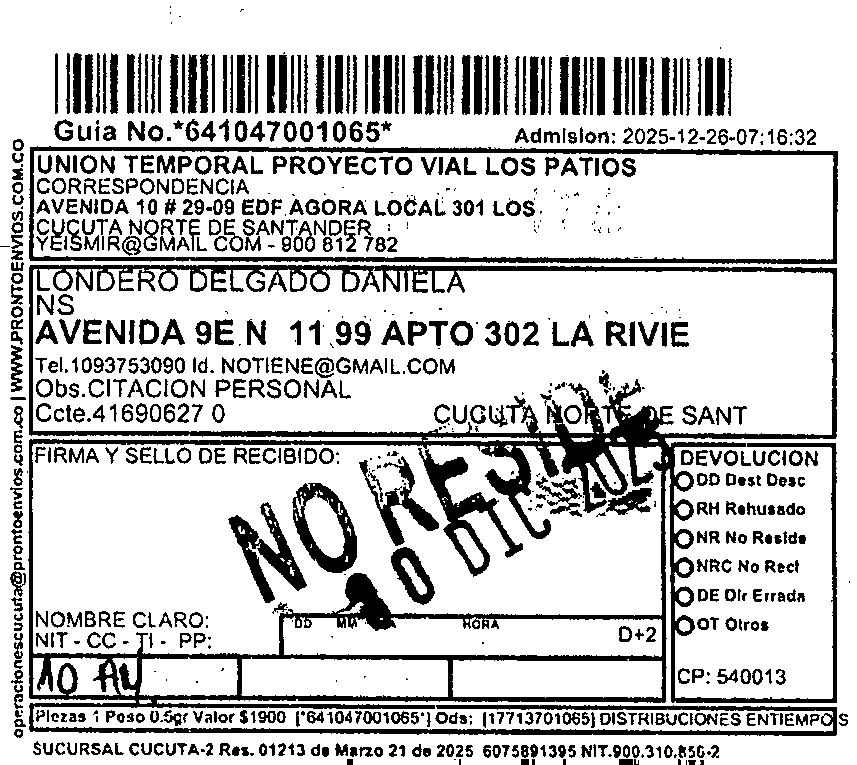 Guia No.*641047001065*
Admision: 2025-12-26-07:16:32
UNION TEMPORAL PROYECTO VIAL LOS PATIOS
CORRESPONDENCIA
AVENIDA 10 # 29-09 EDF AGORA LOCAL 301 LOS
CUCUTA NORTE DE SANTANDER
YEISMIR@GMAIL COM - 900 812 782
LONDERO DELGADO DANIELA
NS
AVENIDA 9E N 11 99 APTO 302 LA RIVIE
Tel.1093753090 Id. NOTIENE@GMAIL.COM
Obs.CITACION PERSONAL
Ccte.41690627 0 CUCUTA NORTE DE SANT
FIRMA Y SELLO DE RECIBIDO:
NO RESIDE
DIC 2025
NOMBRE CLARO:
NIT - CC - TI - PP:
DD MM HORA
D+2
10 AM
DEVOLUCION
DD Dest Desc
RH Rehusado
NR No Reside
NRC No Rect
DE Dir Errada
OT Otros
CP: 540013
Piezas 1 Peso 0.5gr Valor $1900 [*641047001065*] Ods: [17713701065] DISTRIBUCIONES ENTIEMPO S
SUCURSAL CUCUTA-2 Res. 01213 de Marzo 21 de 2025 6075891395 NIT.900.310.856-2
operacionescucuta@prontoenvios.com.co | WWW.PRONTOENVIOS.COM.CO